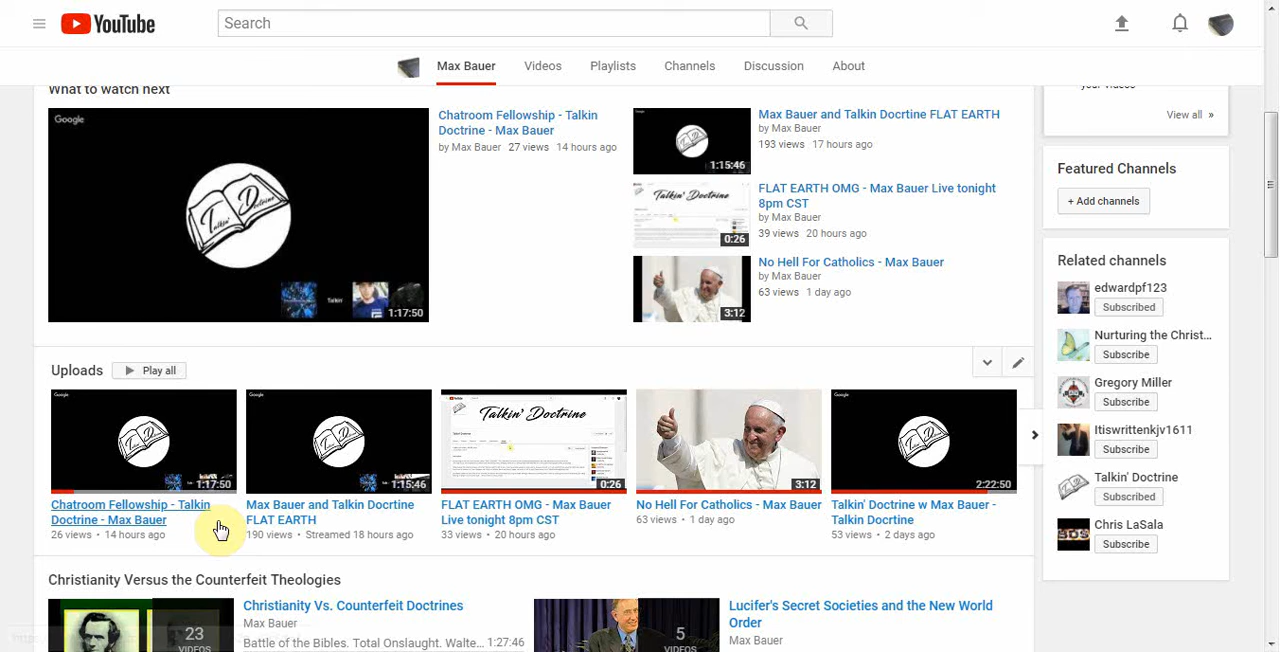 YouTube
Search
Max Bauer
Videos
Playlists
Channels
Discussion
About
What to watch next
Google
1:17:50
Chatroom Fellowship - Talkin
Doctrine - Max Bauer
by Max Bauer 27 views 14 hours ago
1:15:46
Max Bauer and Talkin Docrtine FLAT EARTH
by Max Bauer
193 views 17 hours ago
Talkin' Doctrine
0:26
FLAT EARTH OMG - Max Bauer Live tonight
8pm CST
by Max Bauer
39 views 20 hours ago
3:12
No Hell For Catholics - Max Bauer
by Max Bauer
63 views 1 day ago
View all »
Featured Channels
+ Add channels
Related channels
edwardpf123
Subscribed
Nurturing the Christ...
Subscribe
Gregory Miller
Subscribe
Itiswrittenkjv1611
Subscribe
Talkin' Doctrine
Subscribed
Chris LaSala
Subscribe
Uploads
Play all
Google
1:17:50
Chatroom Fellowship - Talkin
Doctrine - Max Bauer
26 views • 14 hours ago
Google
1:15:46
Max Bauer and Talkin Docrtine
FLAT EARTH
190 views • Streamed 18 hours ago
Talkin' Doctrine
0:26
FLAT EARTH OMG - Max Bauer
Live tonight 8pm CST
33 views • 20 hours ago
3:12
No Hell For Catholics - Max Bauer
63 views • 1 day ago
Google
2:22:50
Talkin' Doctrine w Max Bauer -
Talkin Docrtine
53 views • 2 days ago
Christianity Versus the Counterfeit Theologies
23
VIDEOS
Christianity Vs. Counterfeit Doctrines
Max Bauer
Battle of the Bibles. Total Onslaught. Walte... 1:27:46
5
VIDEOS
Lucifer's Secret Societies and the New World
Order
Max Bauer